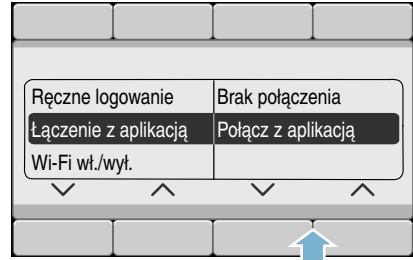 Ręczne logowanie
Brak połączenia
Łączenie z aplikacją
Połącz z aplikacją
Wi-Fi wł./wył.